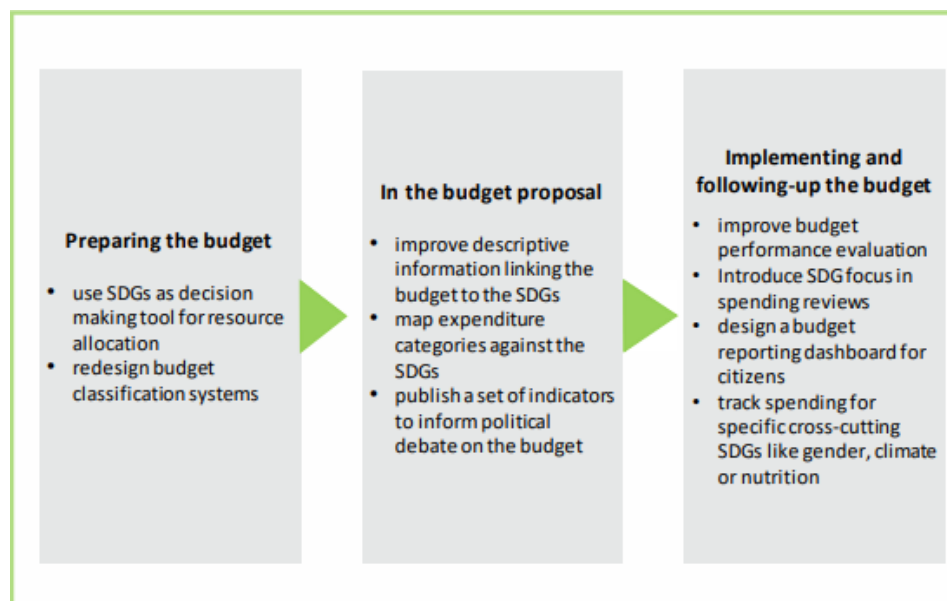 Preparing the budget
• use SDGs as decision
making tool for resource
allocation
• redesign budget
classification systems
In the budget proposal
• improve descriptive
information linking the
budget to the SDGs
• map expenditure
categories against the
SDGs
• publish a set of indicators
to inform political
debate on the budget
Implementing and
following-up the budget
• improve budget
performance evaluation
• Introduce SDG focus in
spending reviews
• design a budget
reporting dashboard for
citizens
• track spending for
specific cross-cutting
SDGs like gender, climate
or nutrition